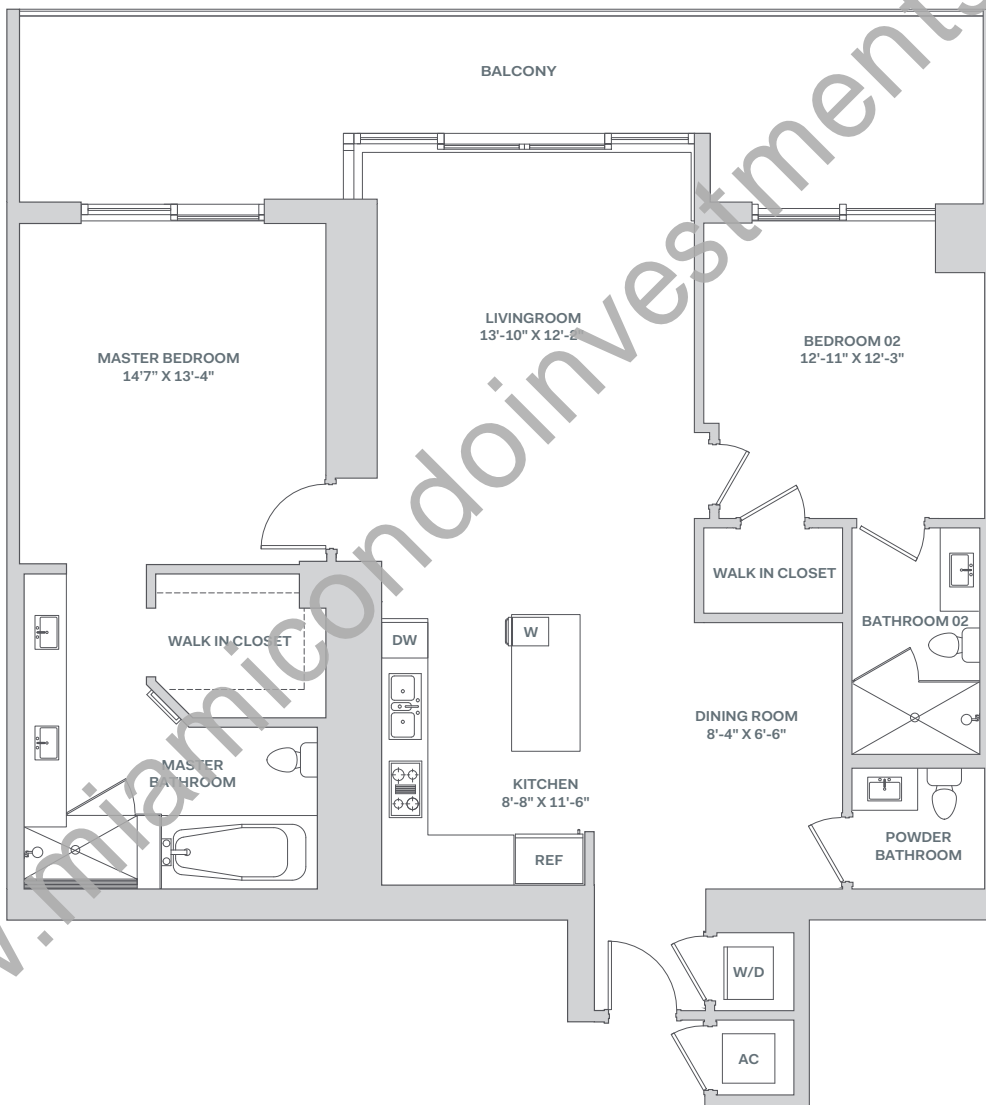 BALCONY
LIVINGROOM
13'-10" X 12'-2"
BEDROOM 02
12'-11" X 12'-3"
MASTER BEDROOM
14'7" X 13'-4"
WALK IN CLOSET
BATHROOM 02
WALK IN CLOSET
DW
W
DINING ROOM
8'-4" X 6'-6"
MASTER
BATHROOM
KITCHEN
8'-8" X 11'-6"
REF
POWDER
BATHROOM
W/D
AC
w.miamicondoinvestments